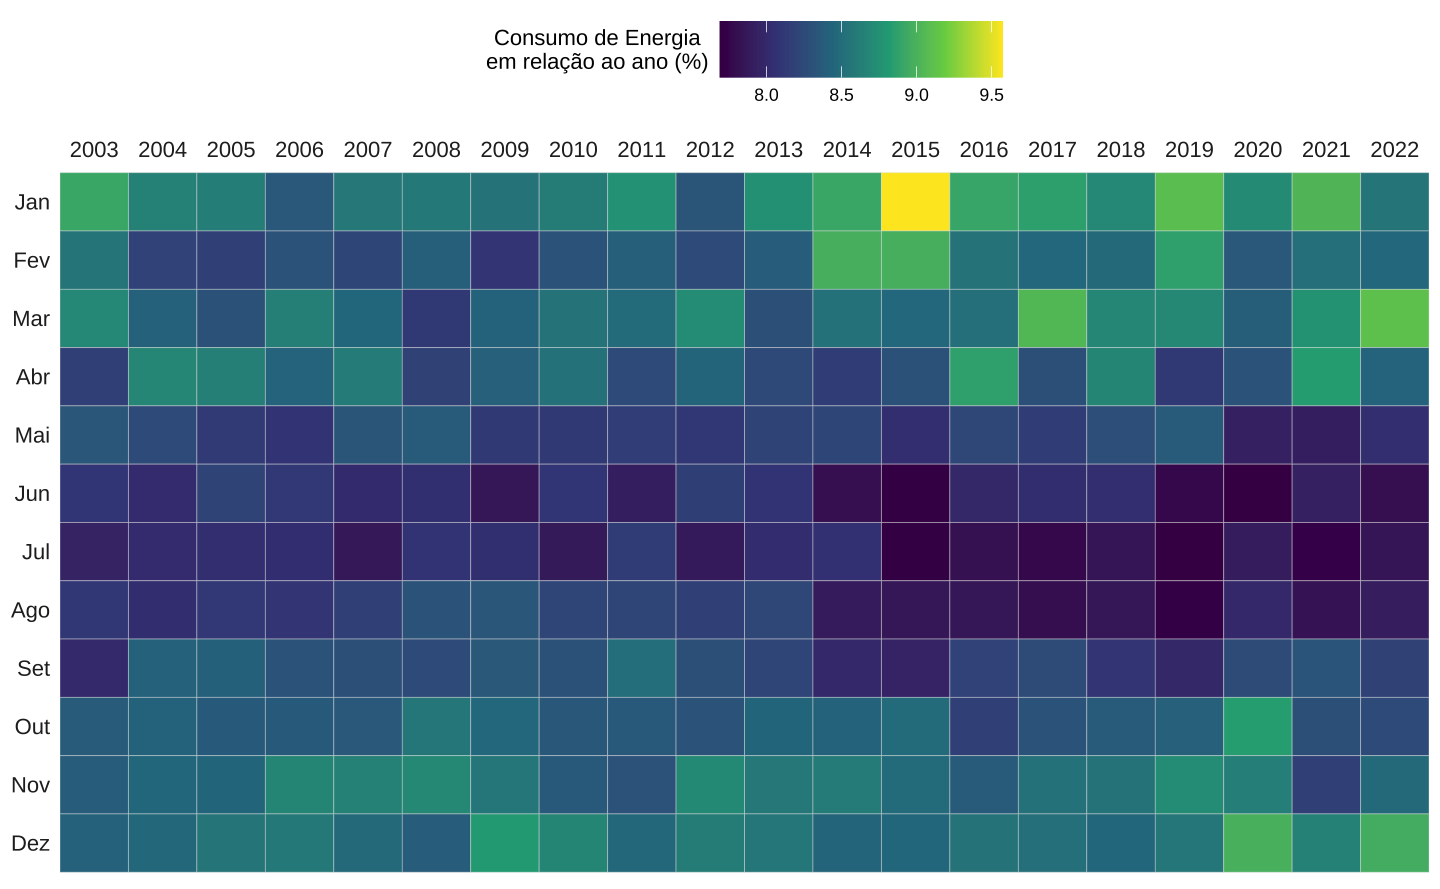 Consumo de Energia
em relação ao ano (%)
8.0 8.5 9.0 9.5
2003 2004 2005 2006 2007 2008 2009 2010 2011 2012 2013 2014 2015 2016 2017 2018 2019 2020 2021 2022
Jan
Fev
Mar
Abr
Mai
Jun
Jul
Ago
Set
Out
Nov
Dez